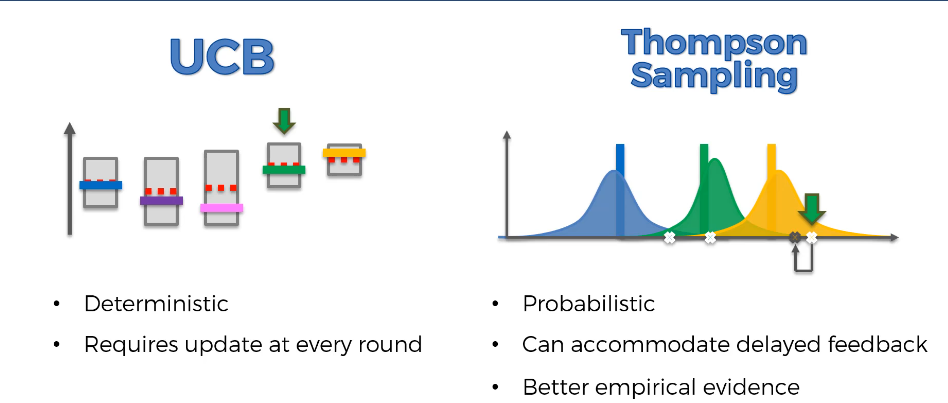 UCB
• Deterministic
• Requires update at every round
Thompson
Sampling
• Probabilistic
• Can accommodate delayed feedback
• Better empirical evidence